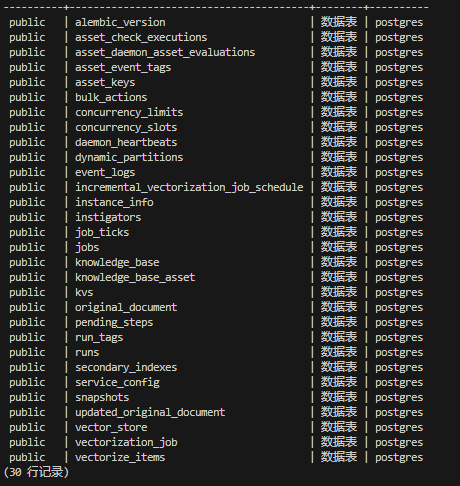 ----------+----------------------------------------+--------+----------
 public   | alembic_version                        | 数据表 | postgres
 public   | asset_check_executions                 | 数据表 | postgres
 public   | asset_daemon_asset_evaluations         | 数据表 | postgres
 public   | asset_event_tags                       | 数据表 | postgres
 public   | asset_keys                             | 数据表 | postgres
 public   | bulk_actions                           | 数据表 | postgres
 public   | concurrency_limits                     | 数据表 | postgres
 public   | concurrency_slots                      | 数据表 | postgres
 public   | daemon_heartbeats                      | 数据表 | postgres
 public   | dynamic_partitions                     | 数据表 | postgres
 public   | event_logs                             | 数据表 | postgres
 public   | incremental_vectorization_job_schedule | 数据表 | postgres
 public   | instance_info                          | 数据表 | postgres
 public   | instigators                            | 数据表 | postgres
 public   | job_ticks                              | 数据表 | postgres
 public   | jobs                                   | 数据表 | postgres
 public   | knowledge_base                         | 数据表 | postgres
 public   | knowledge_base_asset                   | 数据表 | postgres
 public   | kvs                                    | 数据表 | postgres
 public   | original_document                      | 数据表 | postgres
 public   | pending_steps                          | 数据表 | postgres
 public   | run_tags                               | 数据表 | postgres
 public   | runs                                   | 数据表 | postgres
 public   | secondary_indexes                      | 数据表 | postgres
 public   | service_config                         | 数据表 | postgres
 public   | snapshots                              | 数据表 | postgres
 public   | updated_original_document              | 数据表 | postgres
 public   | vector_store                           | 数据表 | postgres
 public   | vectorization_job                      | 数据表 | postgres
 public   | vectorize_items                        | 数据表 | postgres
(30 行记录)